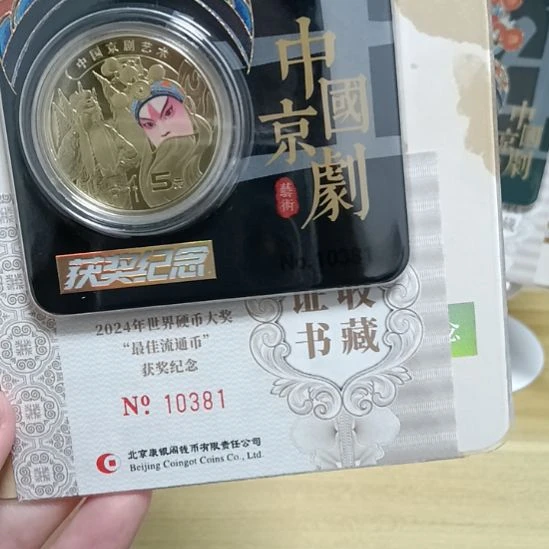 中国京剧艺术
5元
中國
京劇
藝術
No.10381
获奖纪念
收藏
证书
2024年世界硬币大奖
“最佳流通币”
获奖纪念
№ 10381
北京康银阁钱币有限责任公司
Beijing Coingot Coins Co., Ltd.
念
京劇